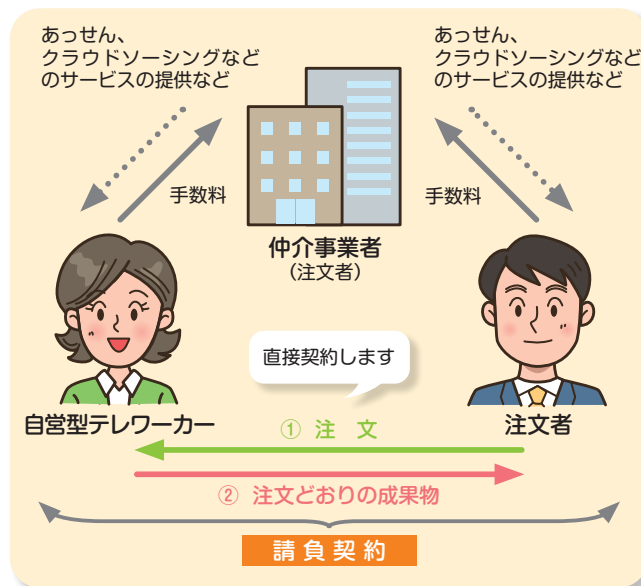 あっせん、
クラウドソーシングなど
のサービスの提供など
あっせん、
クラウドソーシングなど
のサービスの提供など
手数料
手数料
仲介事業者
（注文者）
直接契約します
自営型テレワーカー
注文者
① 注 文
② 注文どおりの成果物
請負契約